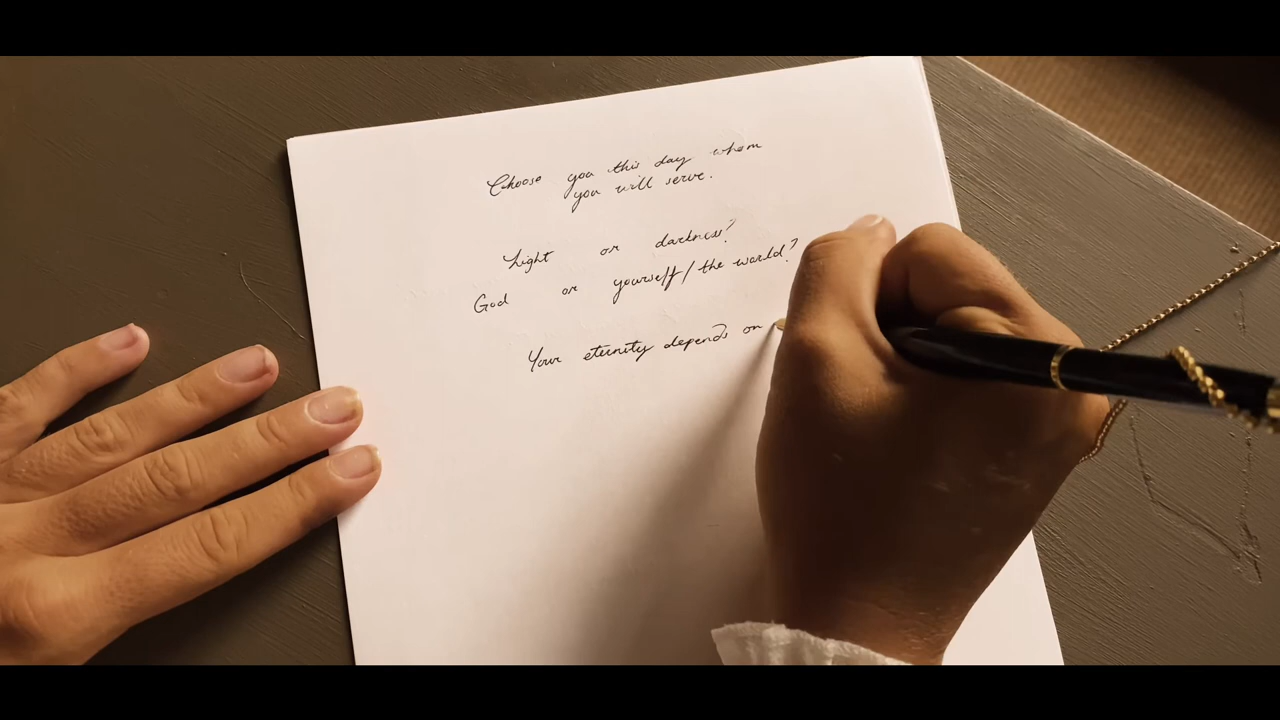 Choose you this day whom
you will serve.
Light or darkness?
God or yourself/the world?
Your eternity depends on